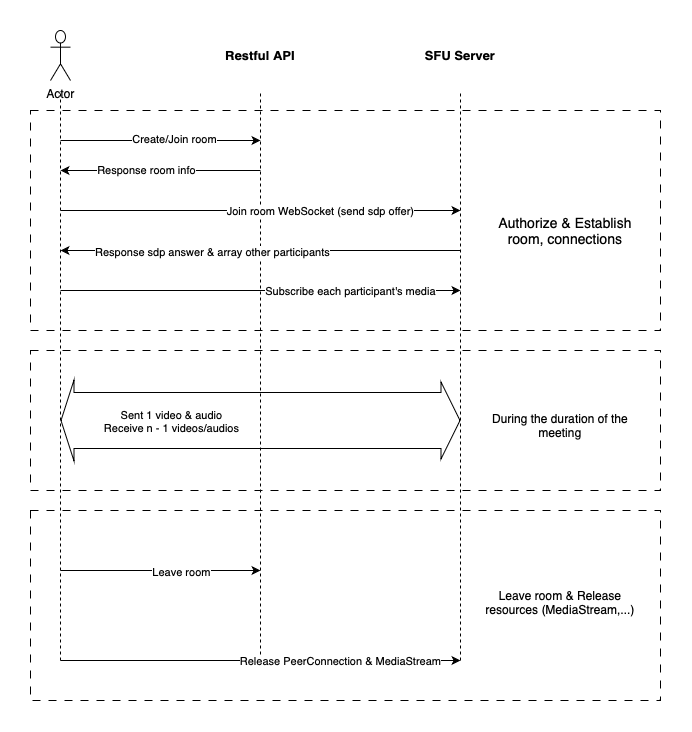 Restful API
SFU Server
Actor
Create/Join room
Response room info
Join room WebSocket (send sdp offer)
Response sdp answer & array other participants
Subscribe each participant's media
Authorize & Establish
room, connections
Sent 1 video & audio
Receive n - 1 videos/audios
During the duration of the
meeting
Leave room
Leave room & Release
resources (MediaStream,...)
Release PeerConnection & MediaStream